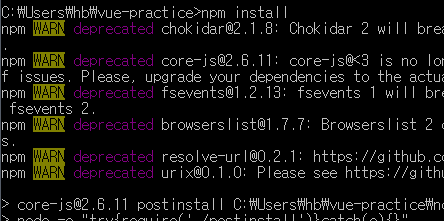 C:\Users\hb\vue-practice>npm install
npm WARN deprecated chokidar@2.1.8: Chokidar 2 will brea
.
npm WARN deprecated core-js@2.6.11: core-js@<3 is no lon
f issues. Please, upgrade your dependencies to the actua
npm WARN deprecated fsevents@1.2.13: fsevents 1 will bre
fsevents 2.
npm WARN deprecated browserslist@1.7.7: Browserslist 2 c
s.
npm WARN deprecated resolve-url@0.2.1: https://github.co
npm WARN deprecated urix@0.1.0: Please see https://githu
> core-js@2.6.11 postinstall C:\Users\hb\vue-practice\no
> node -e "try{require('./postinstall')}catch(e){}"